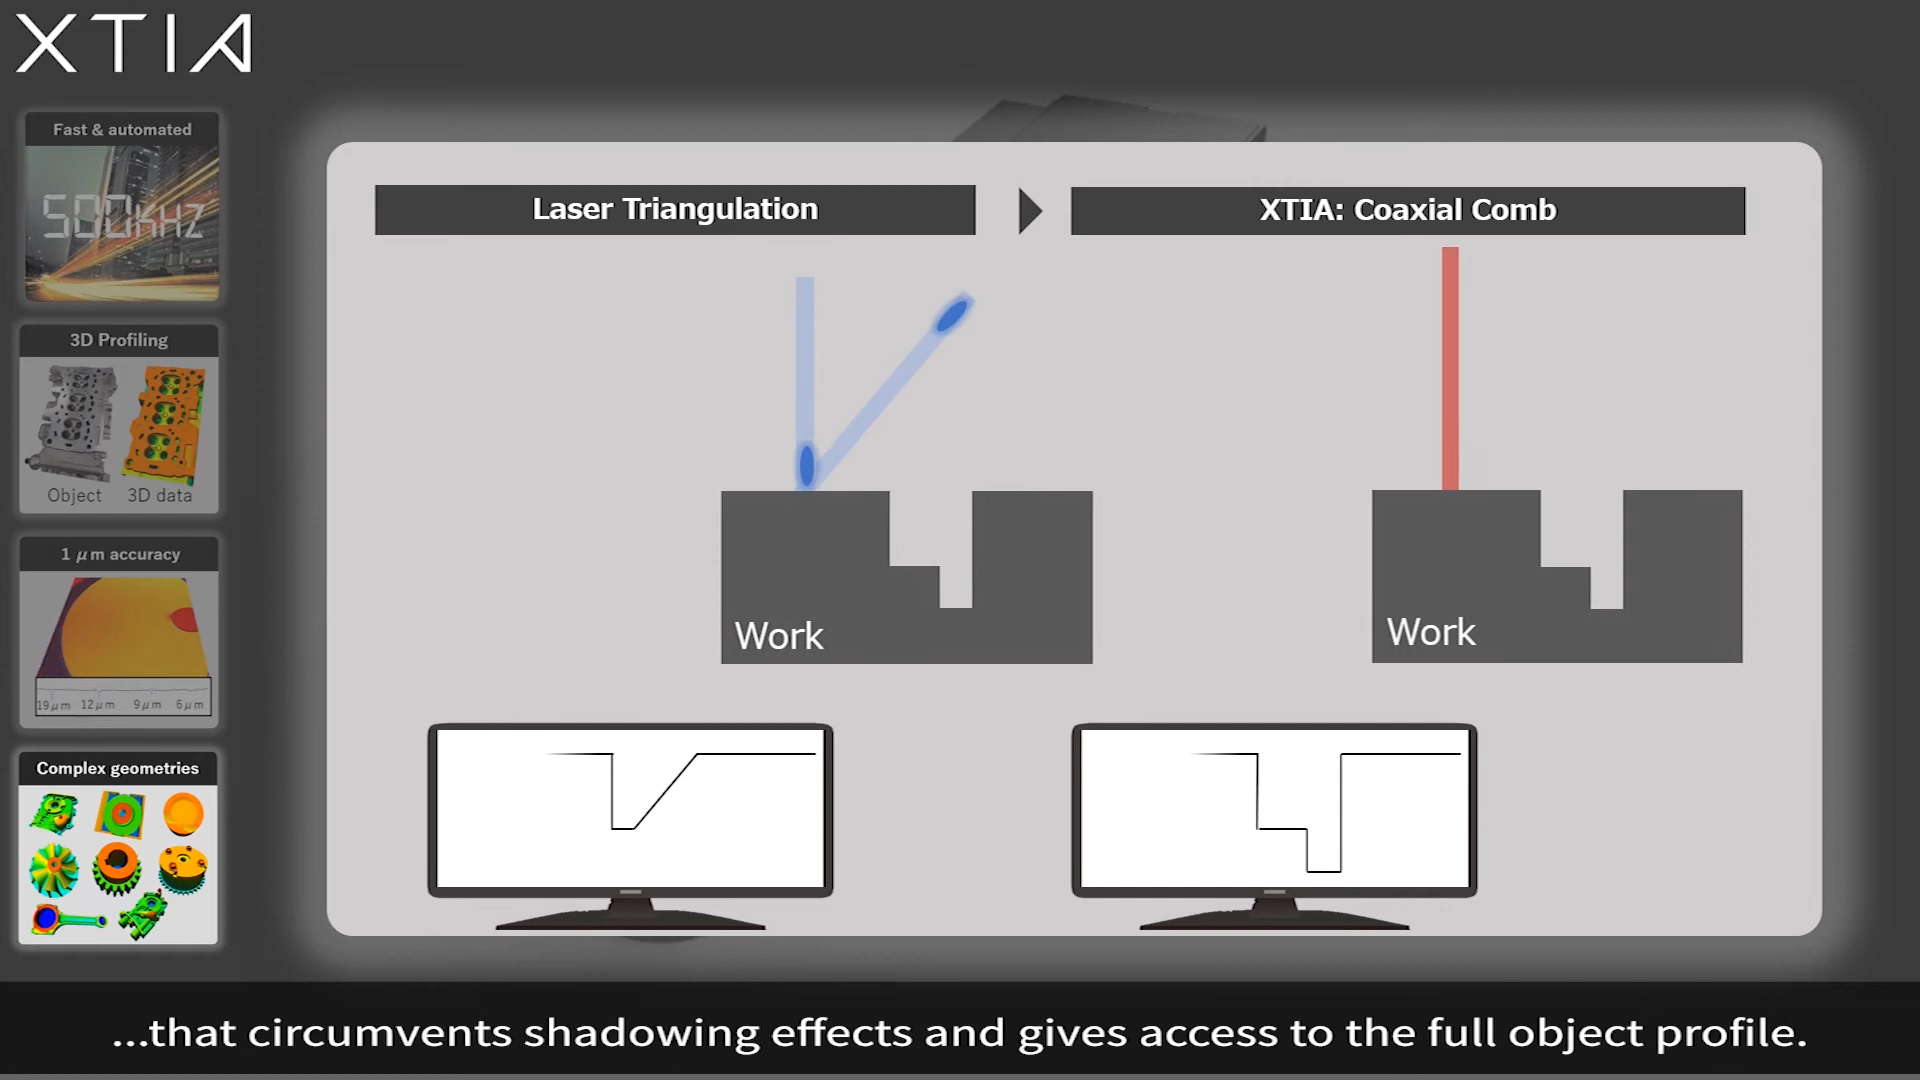 XTIA
Fast & automated
500kHz
3D Profiling
Object 3D data
1 μm accuracy
19μm 12μm 9μm 6μm
Complex geometries
Laser Triangulation
XTIA: Coaxial Comb
Work
Work
...that circumvents shadowing effects and gives access to the full object profile.